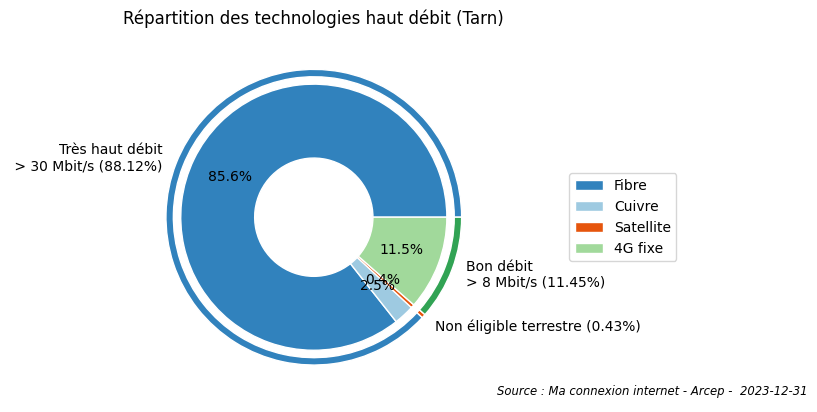 Répartition des technologies haut débit (Tarn)
Très haut débit
> 30 Mbit/s (88.12%)
85.6%
11.5%
0.4%
2.5%
Bon débit
> 8 Mbit/s (11.45%)
Non éligible terrestre (0.43%)
Fibre
Cuivre
Satellite
4G fixe
Source : Ma connexion internet - Arcep - 2023-12-31